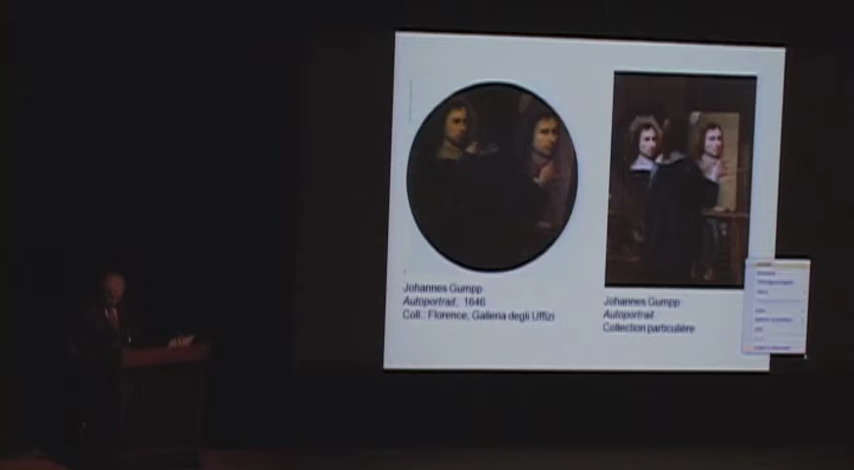 Johannes Gumpp
Autoportrait, 1646
Coll.: Florence, Galleria degli Uffizi
Johannes Gumpp
Autoportrait
Collection particulière